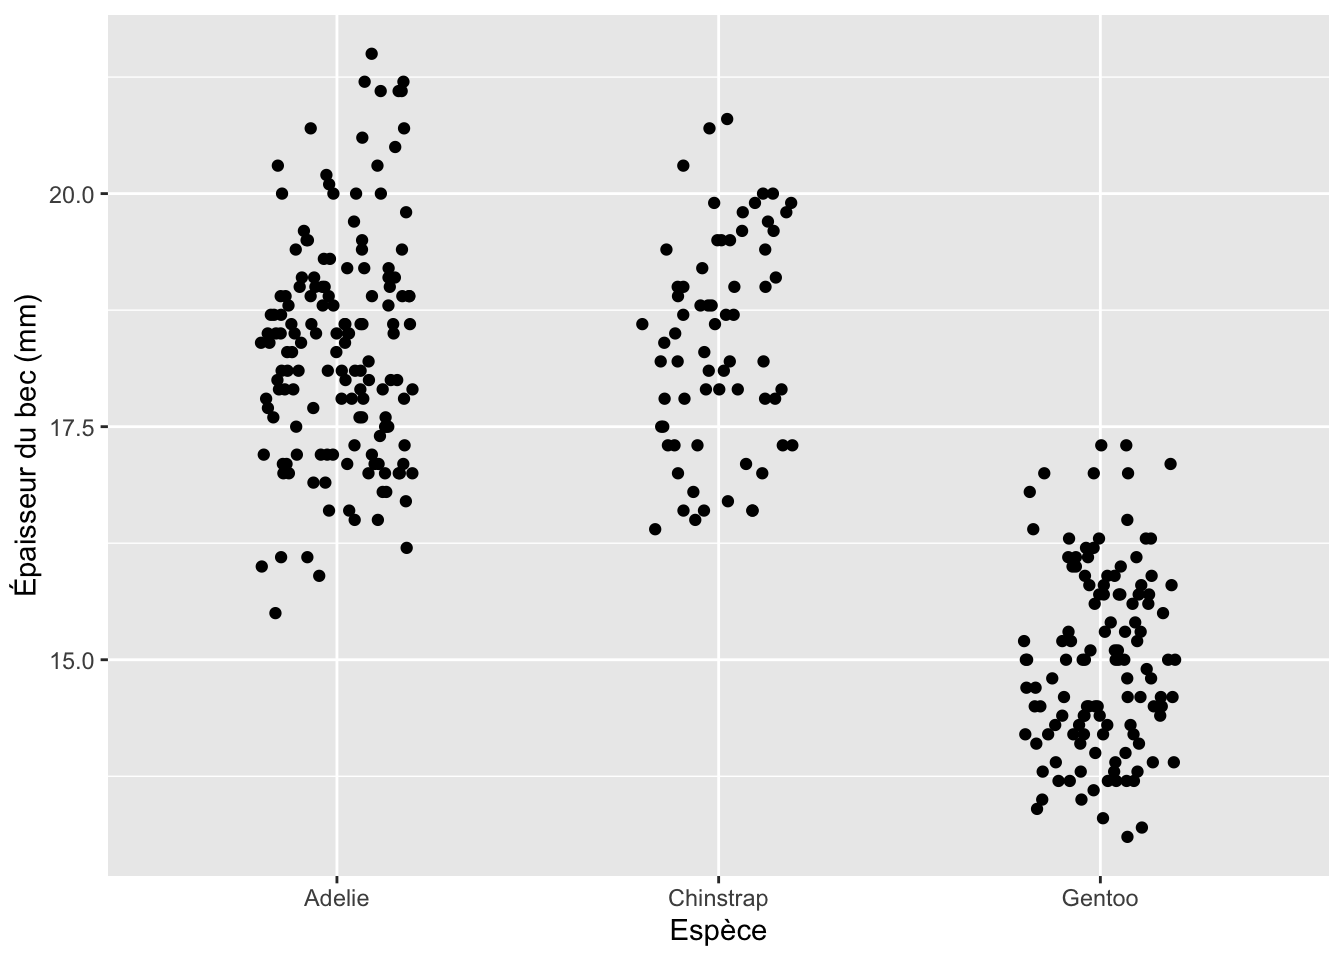 Épaisseur du bec (mm)
20.0
17.5
15.0
Adelie
Chinstrap
Gentoo
Espèce